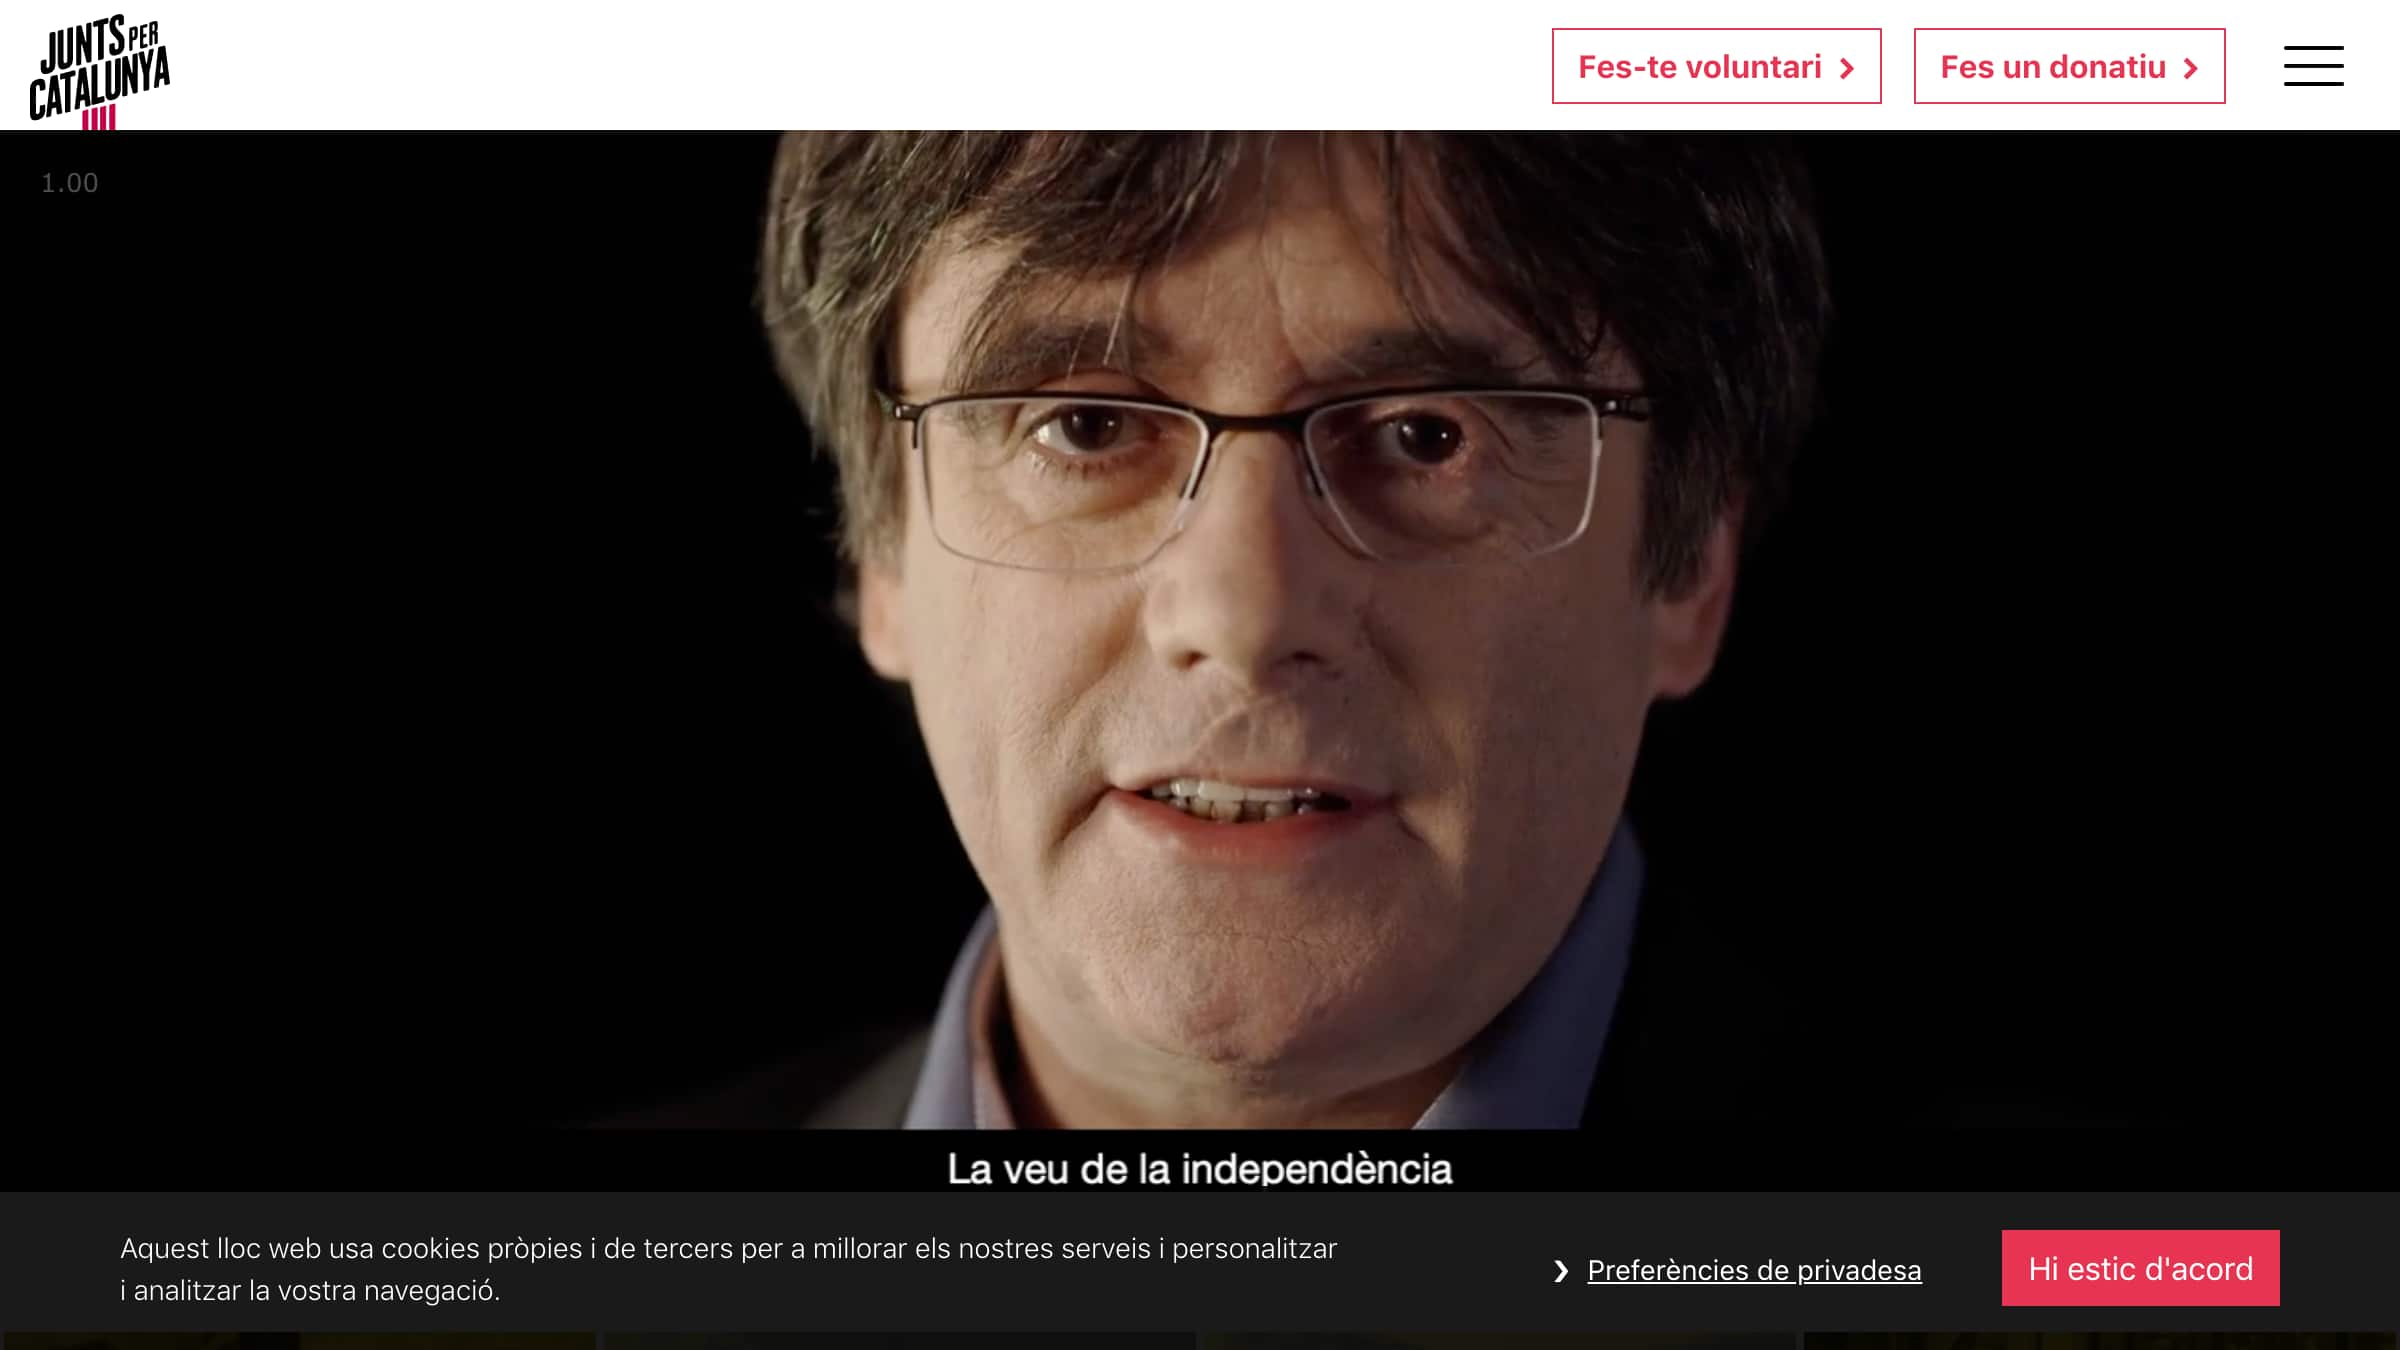 JUNTS PER
CATALUNYA
Fes-te voluntari
Fes un donatiu
1.00
La veu de la independència
Aquest lloc web usa cookies pròpies i de tercers per a millorar els nostres serveis i personalitzar
i analitzar la vostra navegació.
Preferències de privadesa
Hi estic d'acord